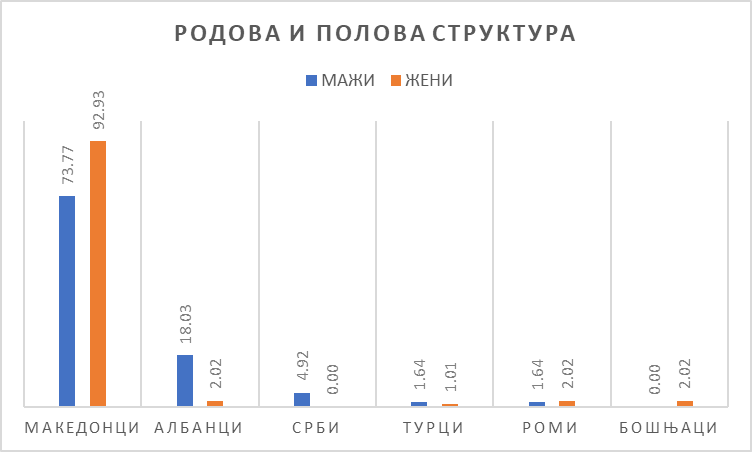 РОДОВА И ПОЛОВА СТРУКТУРА
МАЖИ ЖЕНИ
73.77 92.93 18.03 2.02 4.92 0.00 1.64 1.01 1.64 2.02 0.00 2.02
МАКЕДОНЦИ АЛБАНЦИ СРБИ ТУРЦИ РОМИ БОШЊАЦИ